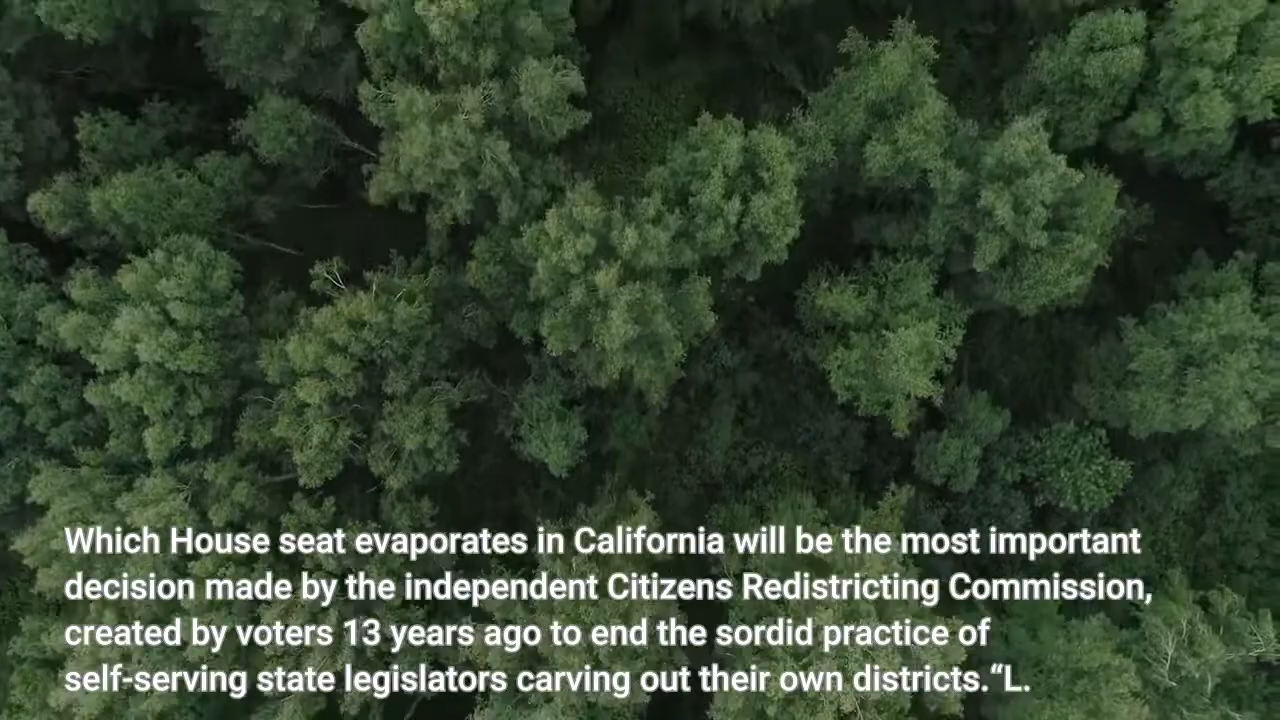 Which House seat evaporates in California will be the most important
decision made by the independent Citizens Redistricting Commission,
created by voters 13 years ago to end the sordid practice of
self-serving state legislators carving out their own districts.“L.